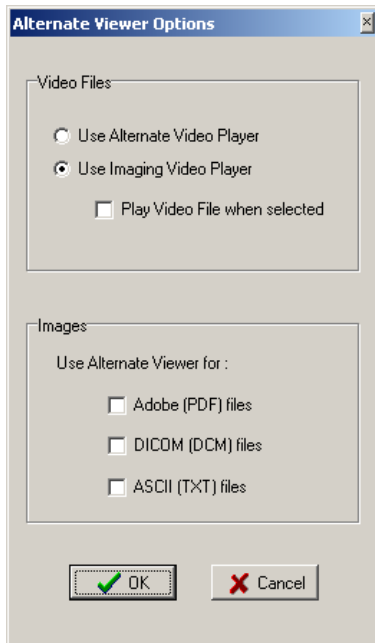 Alternate Viewer Options
Video Files
Use Alternate Video Player
Use Imaging Video Player
Play Video File when selected
Images
Use Alternate Viewer for :
Adobe (PDF) files
DICOM (DCM) files
ASCII (TXT) files
OK Cancel